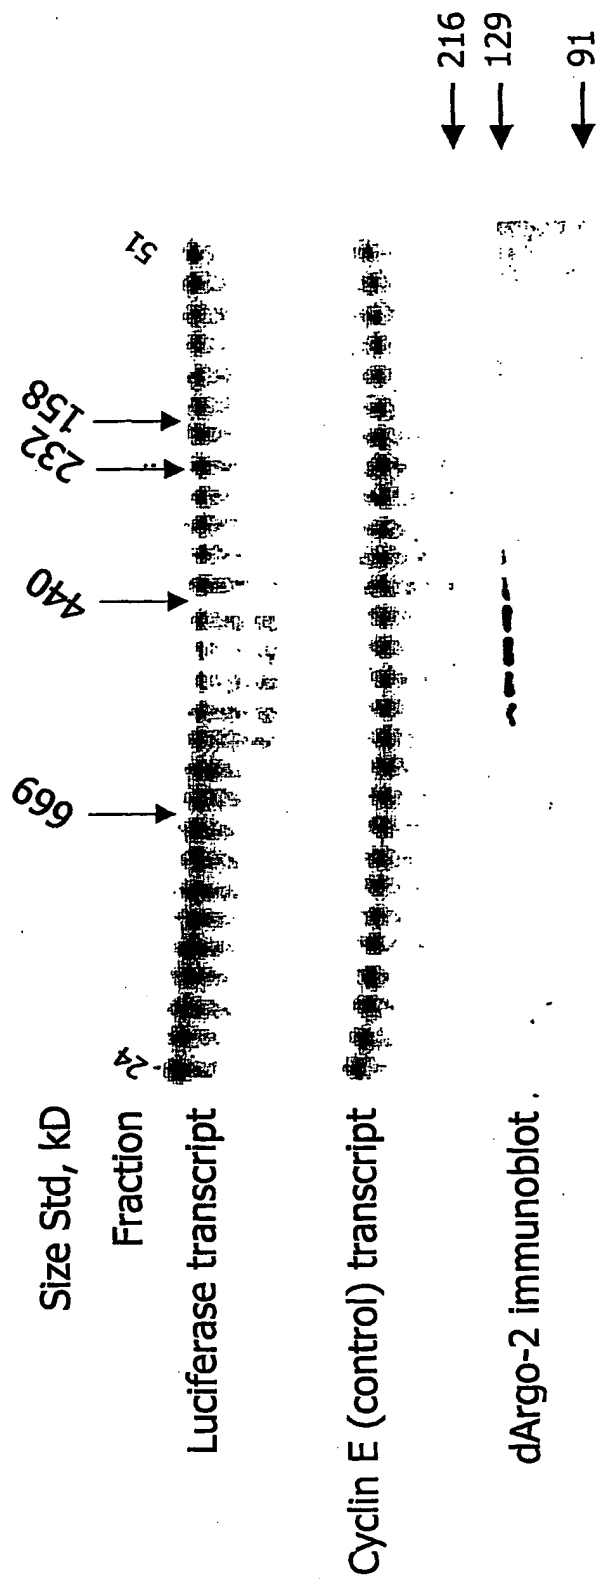 Size Std, kD
669
440
232
158
Fraction
24
51
Luciferase transcript
Cyclin E (control) transcript
dArgo-2 immunoblot
← 216
← 129
← 91